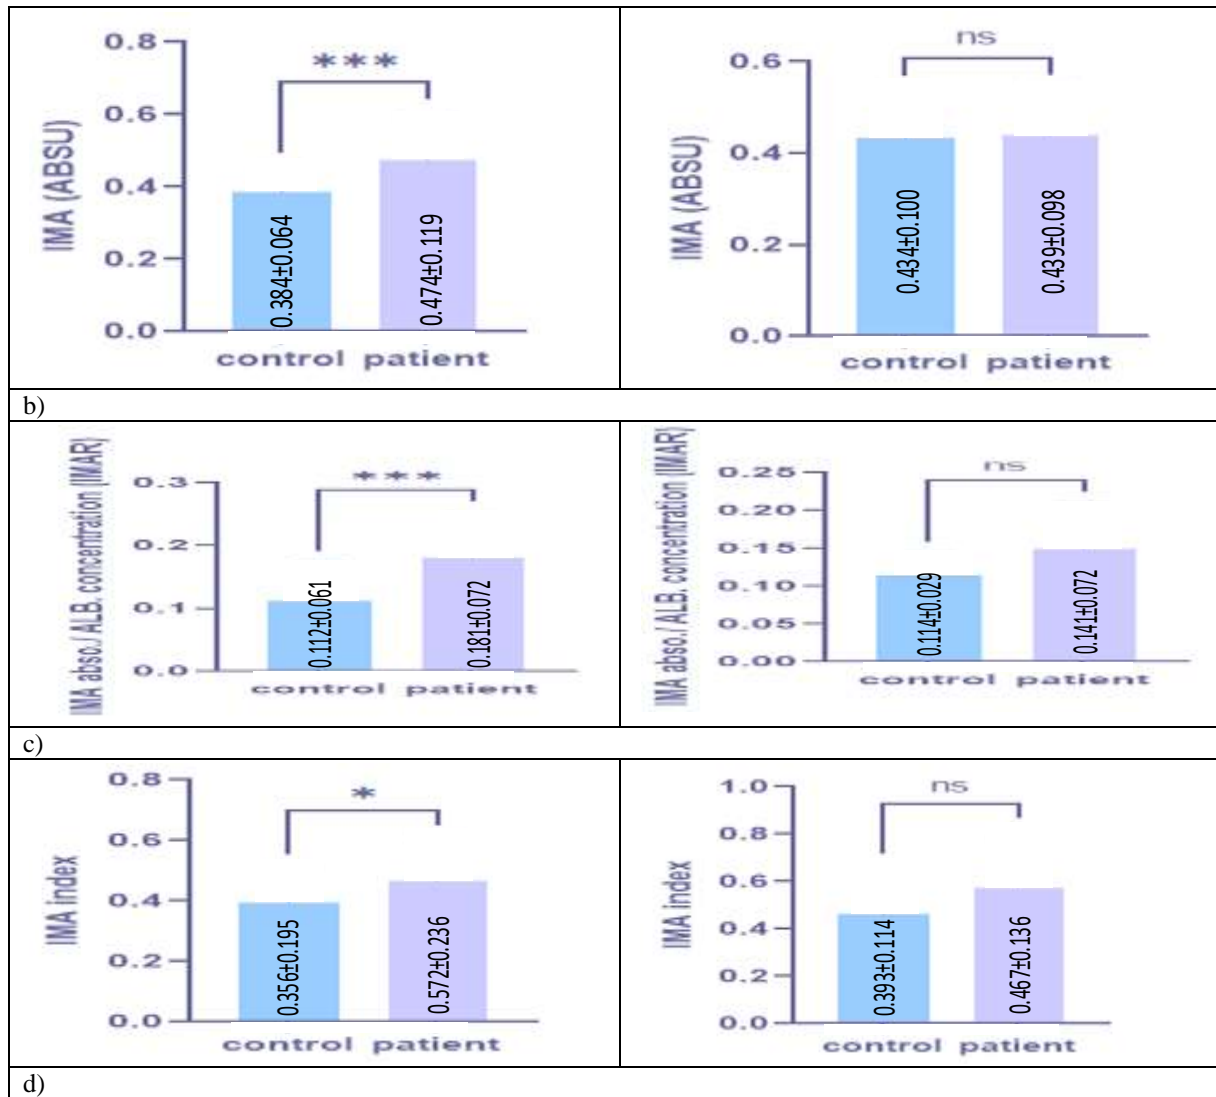 0.8
0.6
0.4
0.2
0.0
IMA (ABSU)
***
0.384±0.064
0.474±0.119
control patient
0.6
0.4
0.2
0.0
IMA (ABSU)
ns
0.434±0.100
0.439±0.098
control patient
b)
0.3
0.2
0.1
0.0
IMA abso./ ALB. concentration (IMAR)
***
0.112±0.061
0.181±0.072
control patient
0.25
0.20
0.15
0.10
0.05
0.00
IMA abso./ ALB. concentration (IMAR)
ns
0.114±0.029
0.141±0.072
control patient
c)
0.8
0.6
0.4
0.2
0.0
IMA index
*
0.356±0.195
0.572±0.236
control patient
1.0
0.8
0.6
0.4
0.2
0.0
IMA index
ns
0.393±0.114
0.467±0.136
control patient
d)